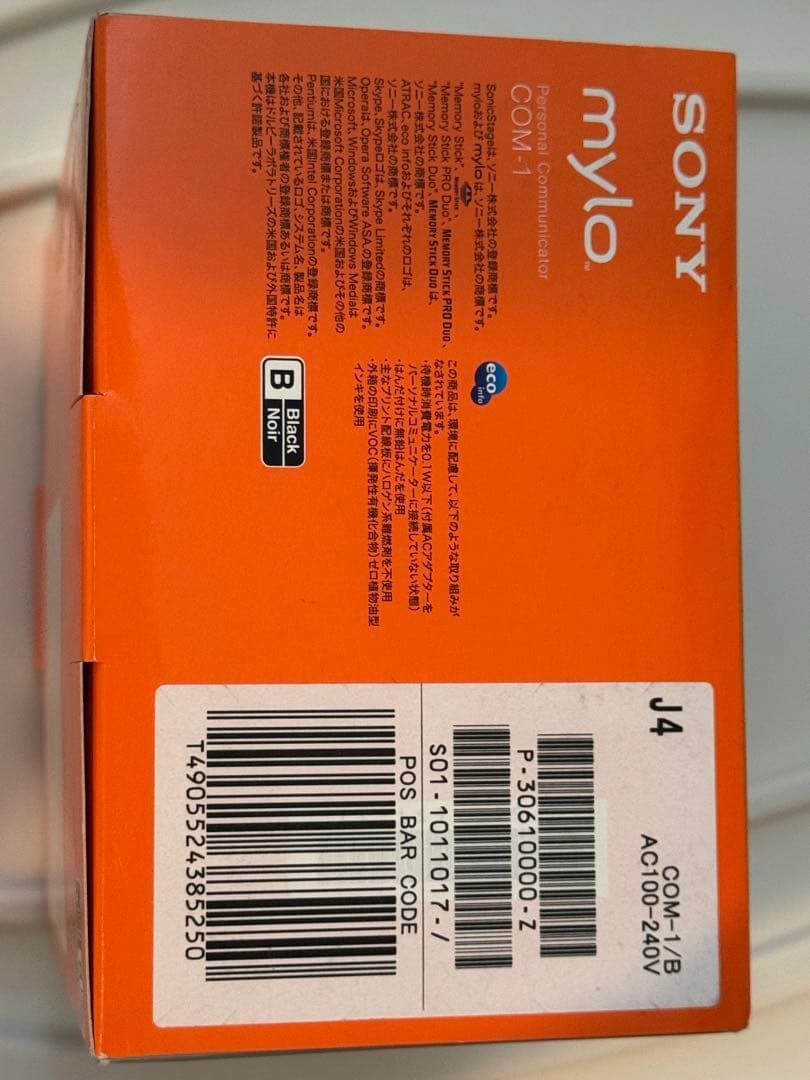 SONY
mylo™
Personal Communicator
COM-1
SonicStageは、ソニー株式会社の登録商標です。
myloおよび mylo は、ソニー株式会社の商標です。
"Memory Stick"、
"Memory Stick PRO Duo"、MEMORY STICK PRO DUO、
"Memory Stick Duo"、MEMORY STICK DUO は、
ソニー株式会社の商標です。
ATRAC、eco infoおよびそれぞれのロゴは、
ソニー株式会社の商標です。
Skype、Skypeロゴは、Skype Limitedの商標です。
Operaは、Opera Software ASA.の登録商標です。
Microsoft、WindowsおよびWindows Mediaは
米国Microsoft Corporationの米国およびその他の
国における登録商標または商標です。
Pentiumは、米国Intel Corporationの登録商標です。
その他、記載されているロゴ、システム名、製品名は
各社および商標権者の登録商標あるいは商標です。
本機はドルビーラボラトリーズの米国および外国特許に
基づく許諾製品です。
eco info
この商品は、環境に配慮して、以下のような取り組みが
なされています。
・待機時消費電力を0.1W以下(付属ACアダプターを
パーソナルコミュニケーターに接続していない状態)
・はんだ付けに無鉛はんだを使用
・主なプリント配線板にハロゲン系難燃剤を不使用
・外箱の印刷にVOC(揮発性有機化合物)ゼロ植物油型
インキを使用
B
Black
Noir
J4
COM-1/B
AC100-240V
P-30610000-Z
S01-1011017-/
POS BAR CODE
T4905524385250